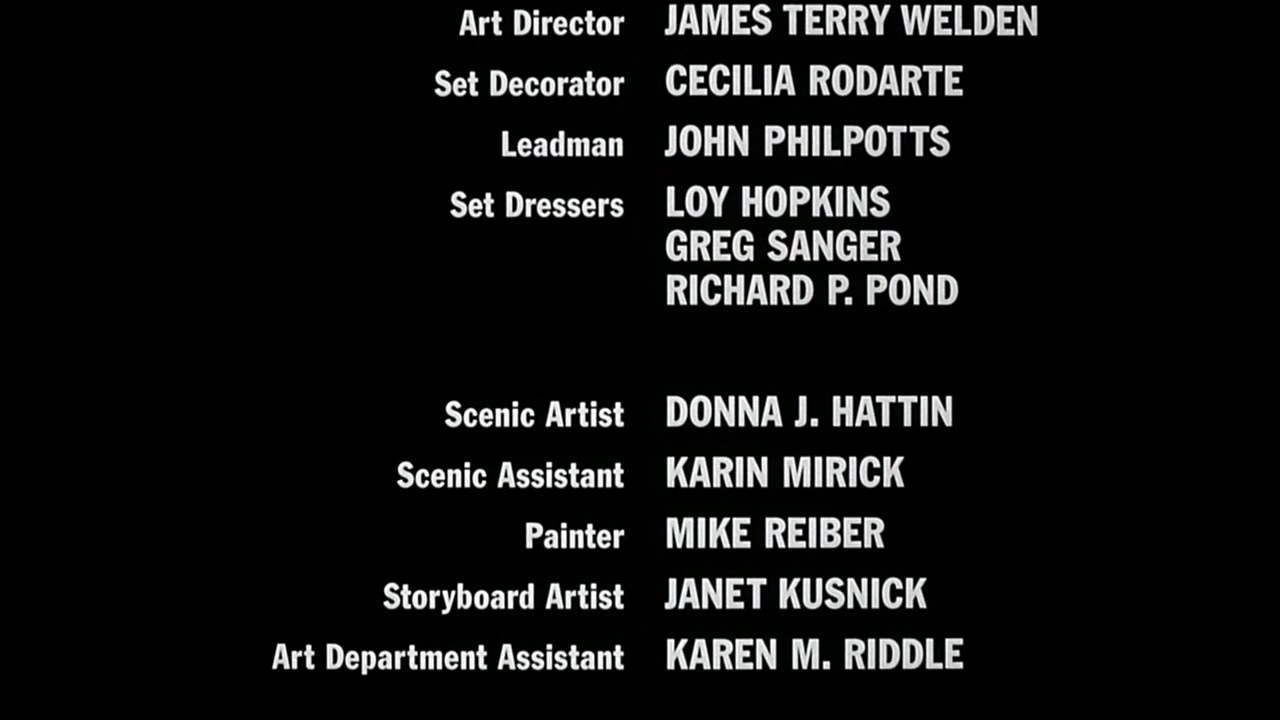 Art Director JAMES TERRY WELDEN
Set Decorator CECILIA RODARTE
Leadman JOHN PHILPOTTS
Set Dressers LOY HOPKINS
GREG SANGER
RICHARD P. POND
Scenic Artist DONNA J. HATTIN
Scenic Assistant KARIN MIRICK
Painter MIKE REIBER
Storyboard Artist JANET KUSNICK
Art Department Assistant KAREN M. RIDDLE